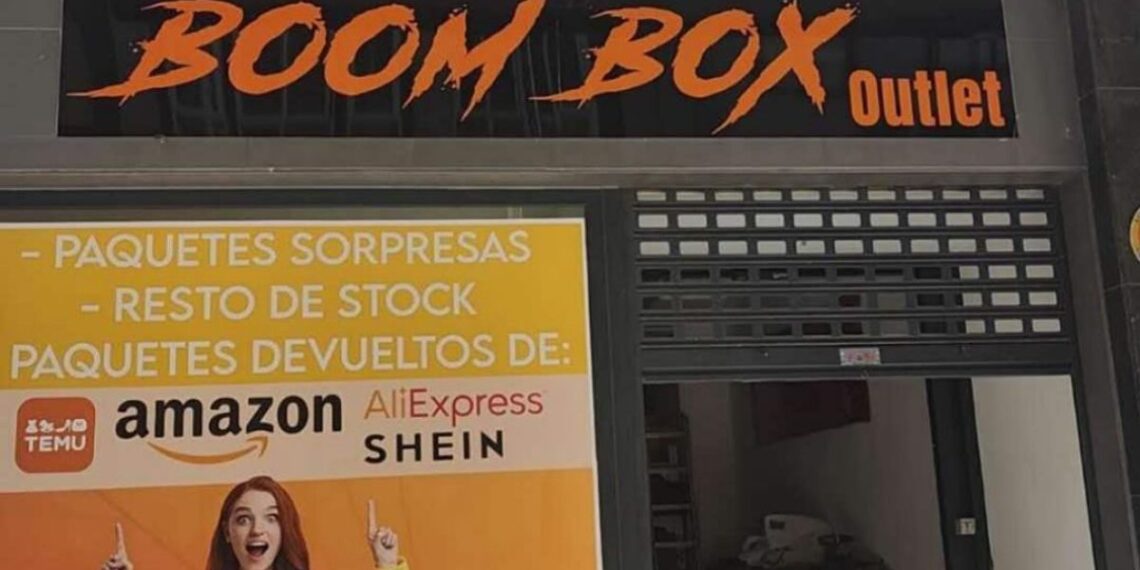 BOOM BOX Outlet
- PAQUETES SORPRESAS
- RESTO DE STOCK
PAQUETES DEVUELTOS DE:
TEMU
amazon
AliExpress
SHEIN